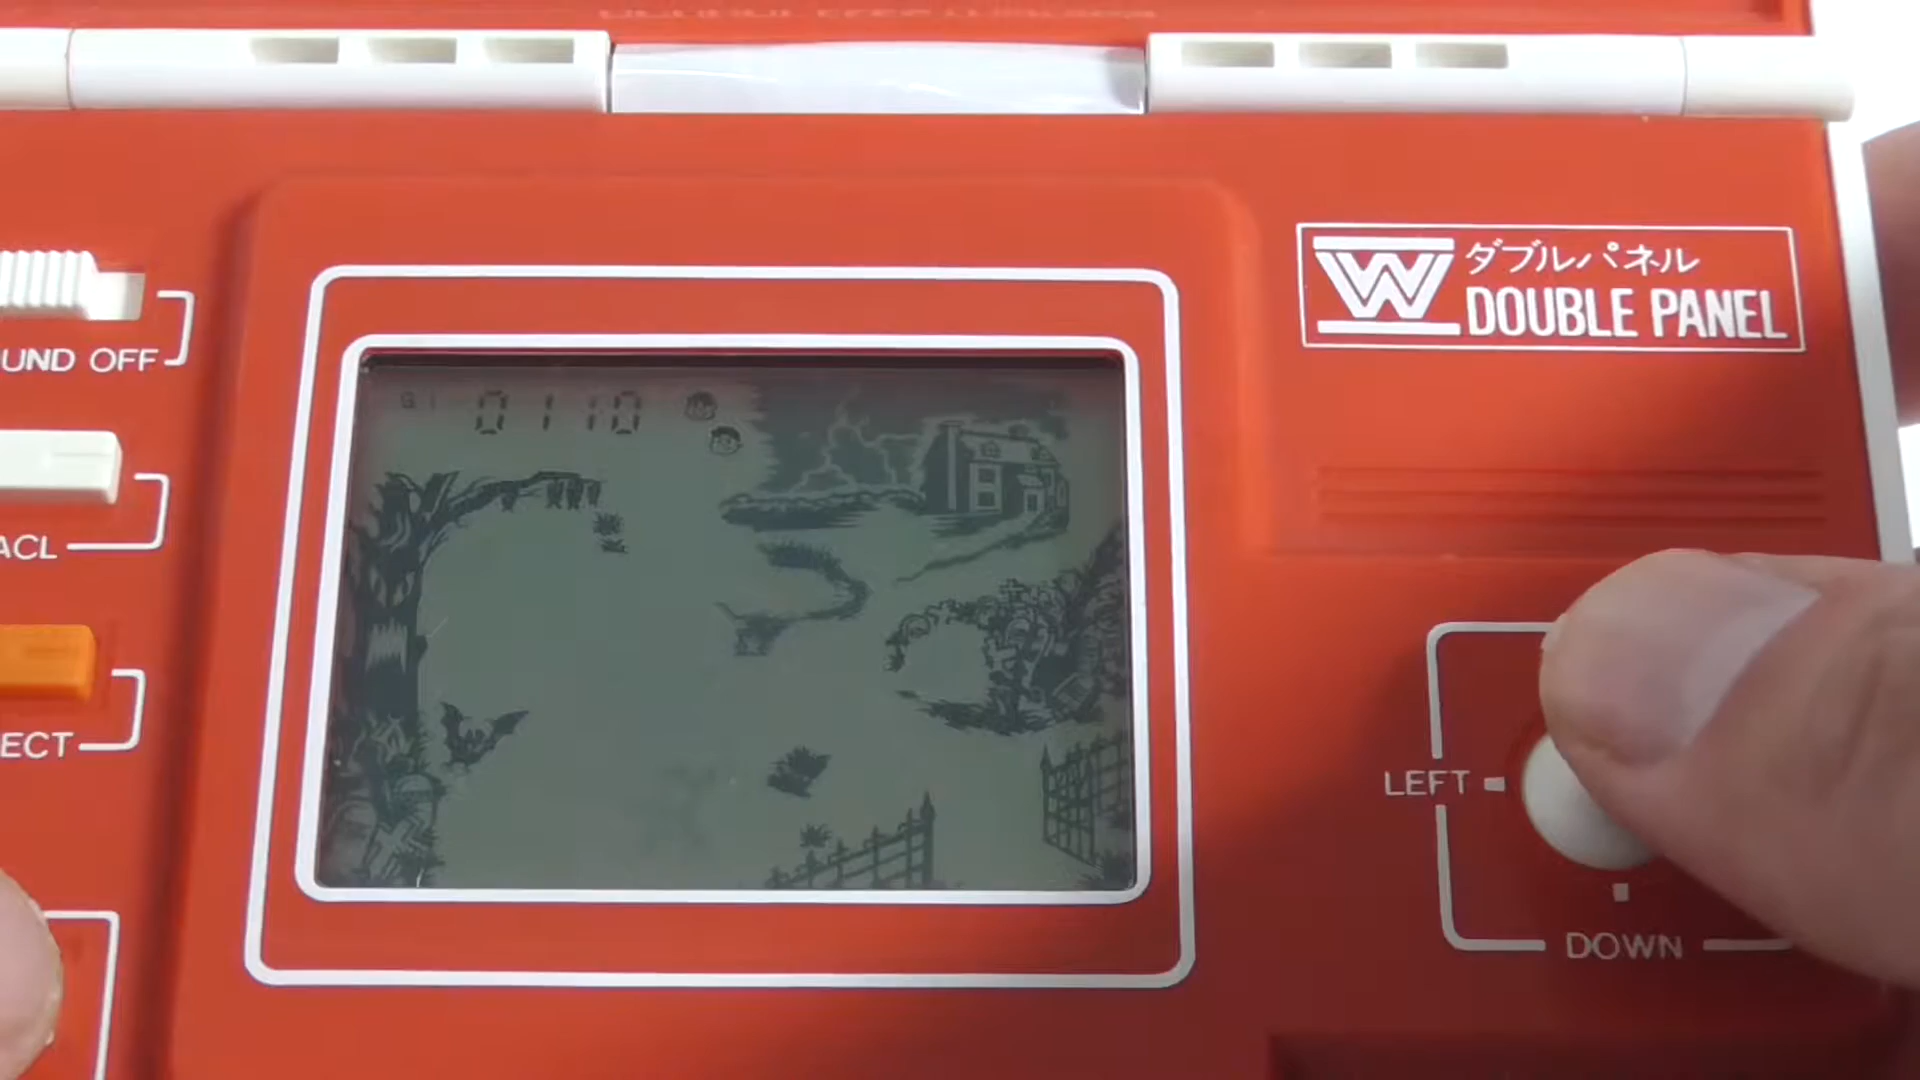 ダブルパネル
DOUBLE PANEL
UND OFF
0110
ACL
ECT
LEFT
DOWN